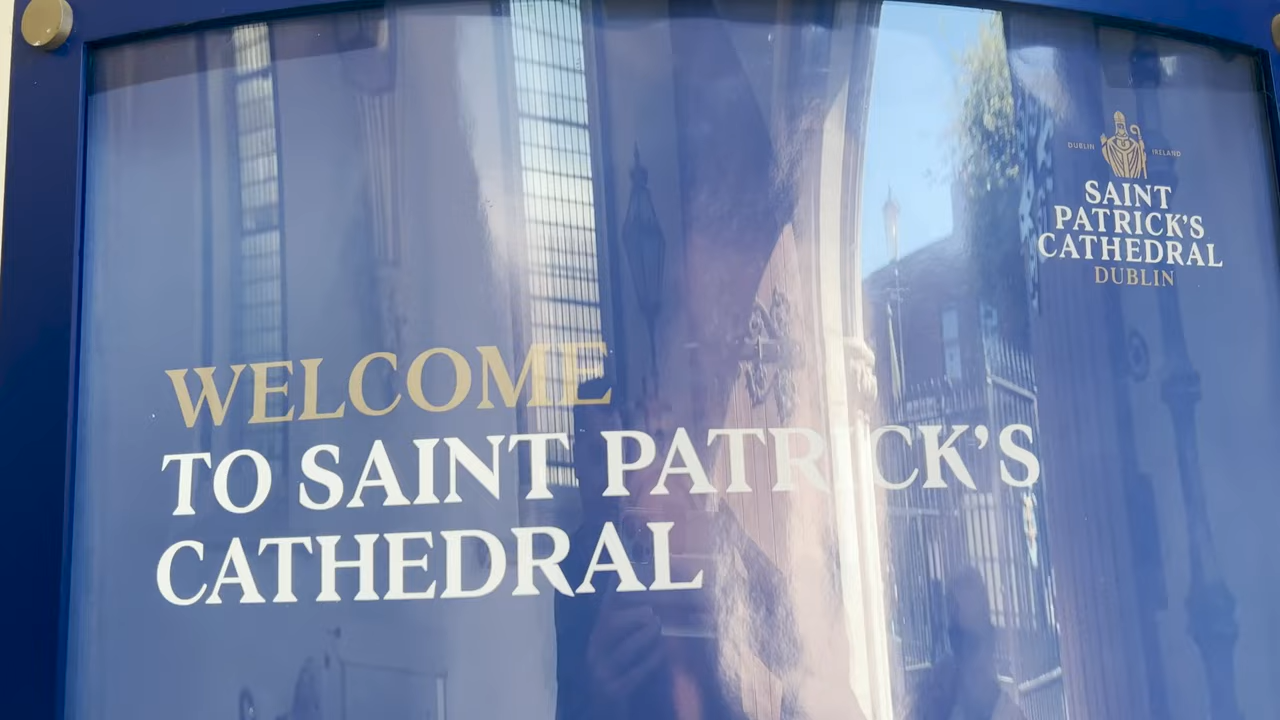 DUBLIN IRELAND
SAINT
PATRICK'S
CATHEDRAL
DUBLIN
WELCOME
TO SAINT PATRICK'S
CATHEDRAL